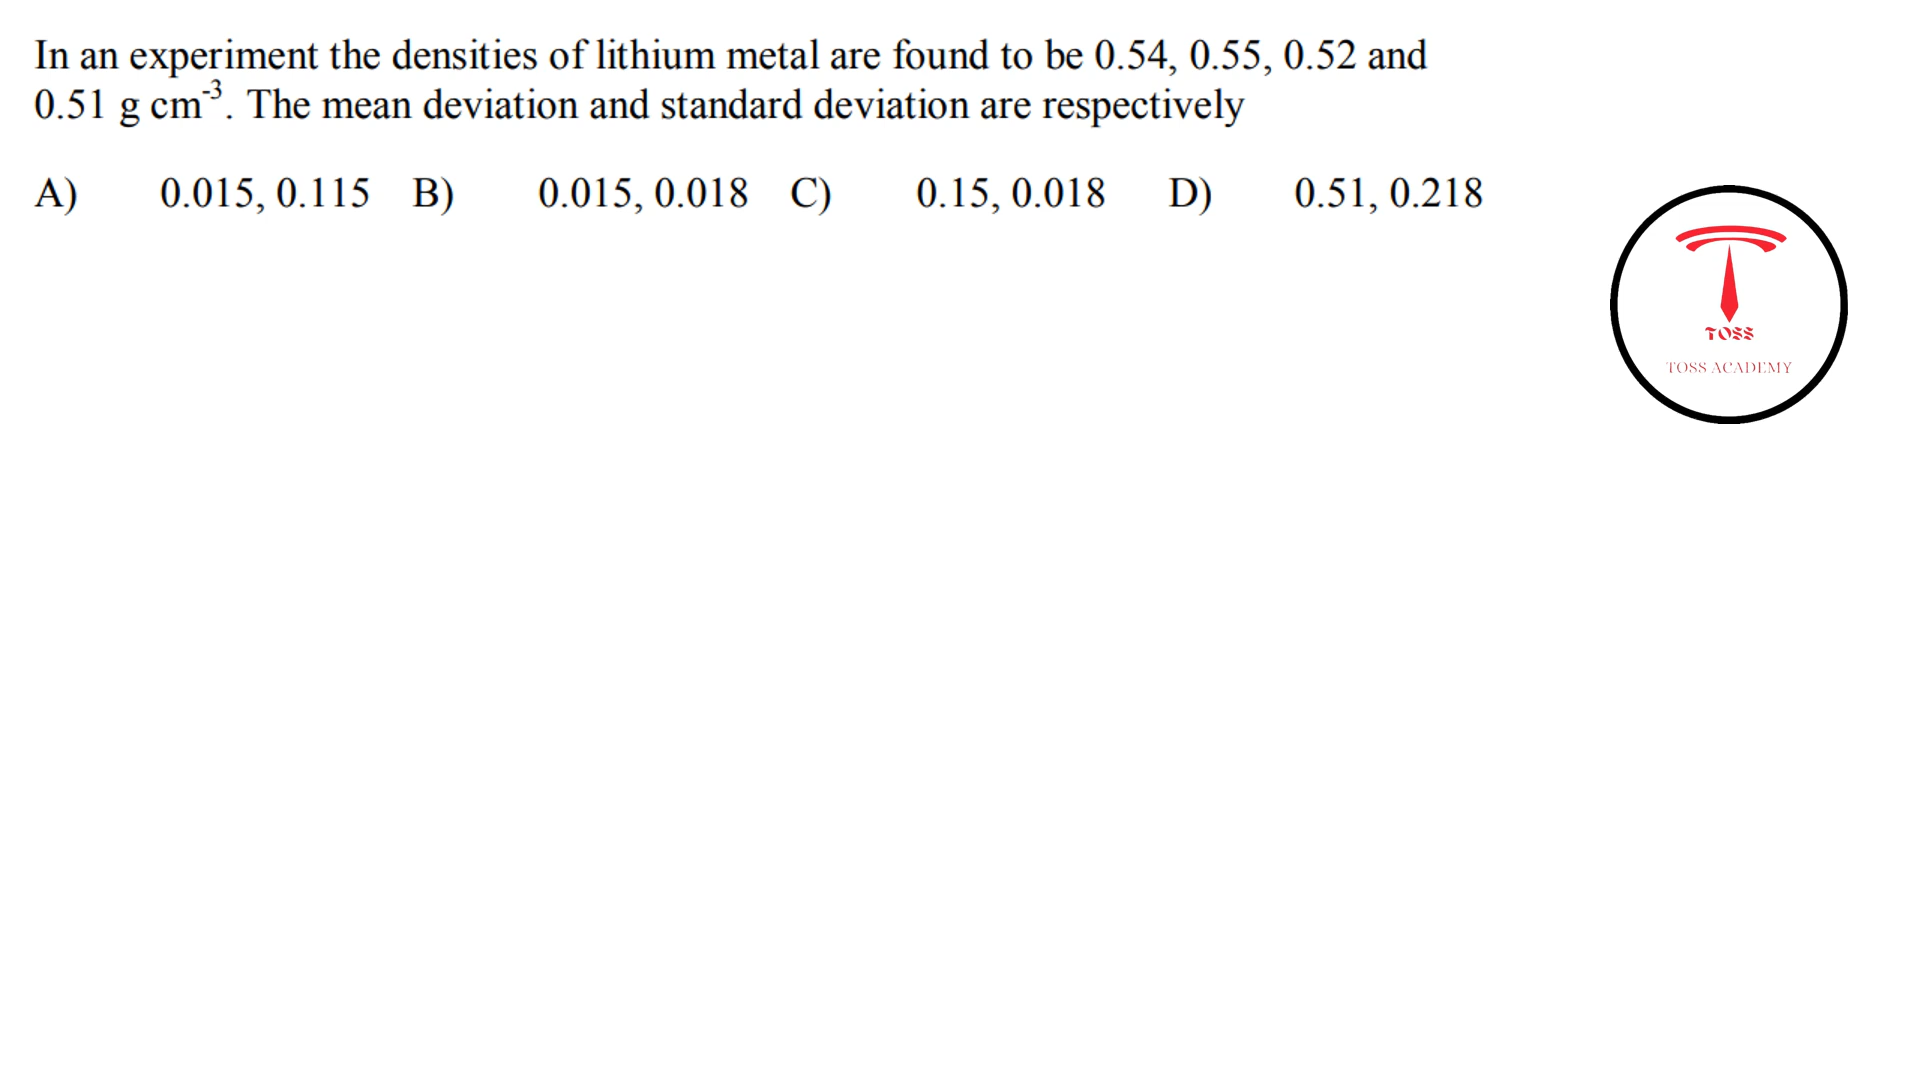 In an experiment the densities of lithium metal are found to be 0.54, 0.55, 0.52 and
0.51 g cm⁻³. The mean deviation and standard deviation are respectively
A) 0.015, 0.115 B) 0.015, 0.018 C) 0.15, 0.018 D) 0.51, 0.218
TOSS
TOSS ACADEMY